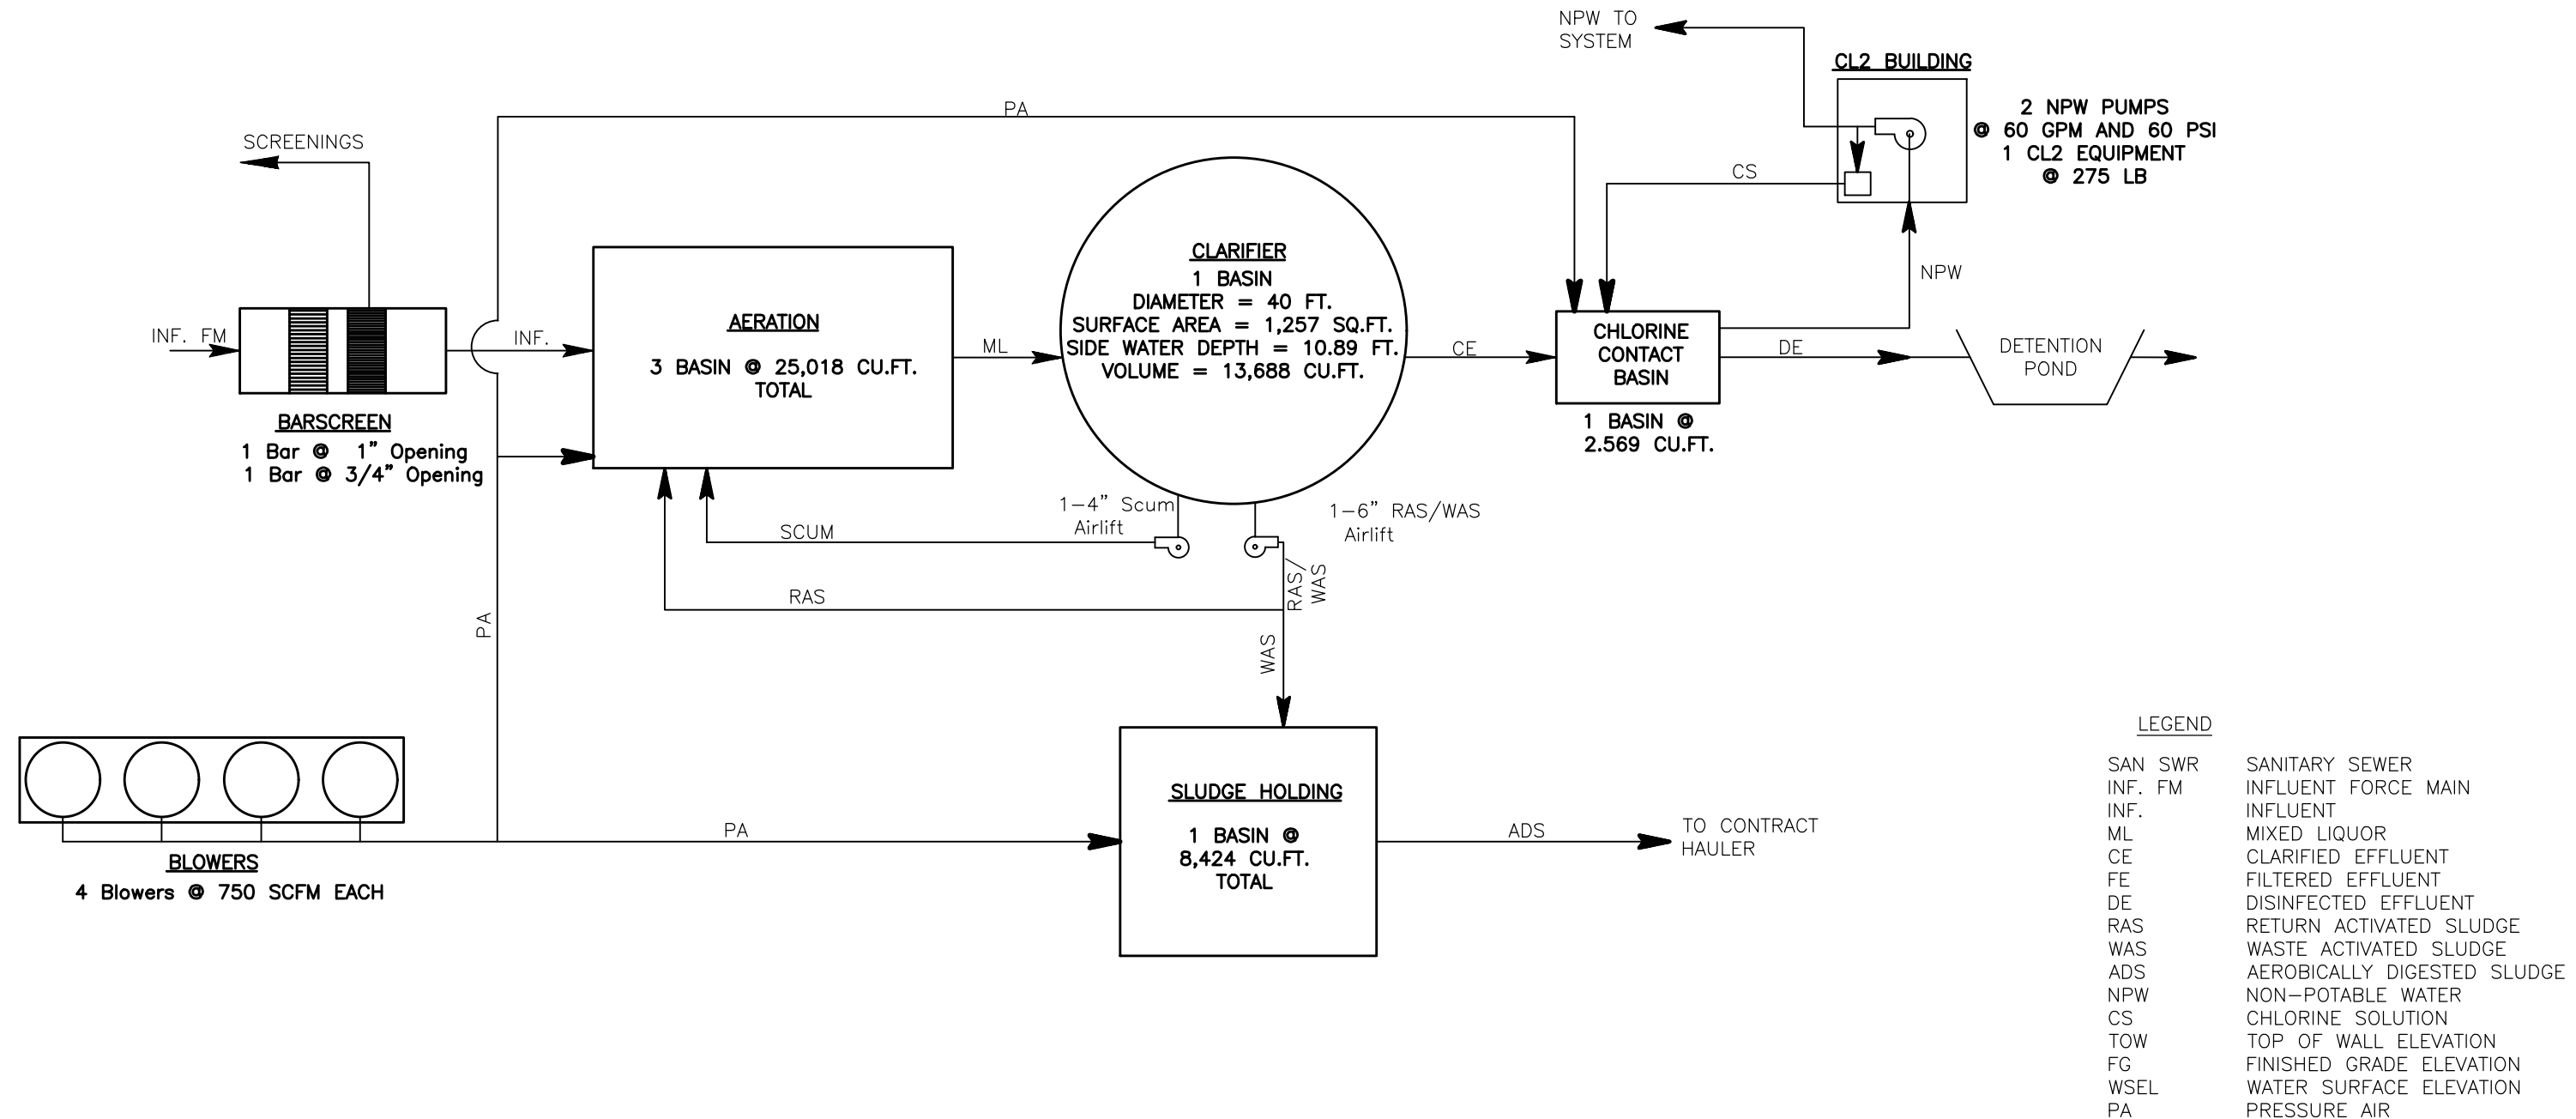 NPW TO
SYSTEM
CL2 BUILDING
2 NPW PUMPS
@ 60 GPM AND 60 PSI
1 CL2 EQUIPMENT
@ 275 LB
PA
SCREENINGS
CS
NPW
INF. FM
BARSCREEN
1 Bar @ 1" Opening
1 Bar @ 3/4" Opening
INF.
AERATION
3 BASIN @ 25,018 CU.FT.
TOTAL
ML
CLARIFIER
1 BASIN
DIAMETER = 40 FT.
SURFACE AREA = 1,257 SQ.FT.
SIDE WATER DEPTH = 10.89 FT.
VOLUME = 13,688 CU.FT.
CE
CHLORINE
CONTACT
BASIN
1 BASIN @
2.569 CU.FT.
DE
DETENTION
POND
1-4" Scum
Airlift
1-6" RAS/WAS
Airlift
SCUM
RAS
RAS/
WAS
WAS
PA
BLOWERS
4 Blowers @ 750 SCFM EACH
PA
SLUDGE HOLDING
1 BASIN @
8,424 CU.FT.
TOTAL
ADS
TO CONTRACT
HAULER
LEGEND
SAN SWR SANITARY SEWER
INF. FM INFLUENT FORCE MAIN
INF. INFLUENT
ML MIXED LIQUOR
CE CLARIFIED EFFLUENT
FE FILTERED EFFLUENT
DE DISINFECTED EFFLUENT
RAS RETURN ACTIVATED SLUDGE
WAS WASTE ACTIVATED SLUDGE
ADS AEROBICALLY DIGESTED SLUDGE
NPW NON-POTABLE WATER
CS CHLORINE SOLUTION
TOW TOP OF WALL ELEVATION
FG FINISHED GRADE ELEVATION
WSEL WATER SURFACE ELEVATION
PA PRESSURE AIR